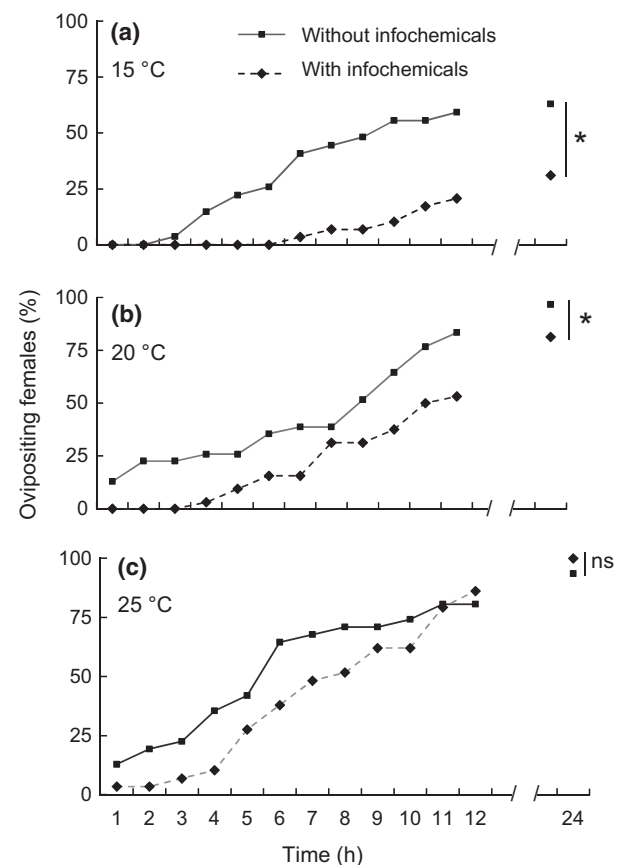 100
(a)
15 °C
Without infochemicals
With infochemicals
75
50
25
0
*
100
(b)
20 °C
75
50
25
0
*
Ovipositing females (%)
100
(c)
25 °C
75
50
25
0
ns
1 2 3 4 5 6 7 8 9 10 11 12 24
Time (h)